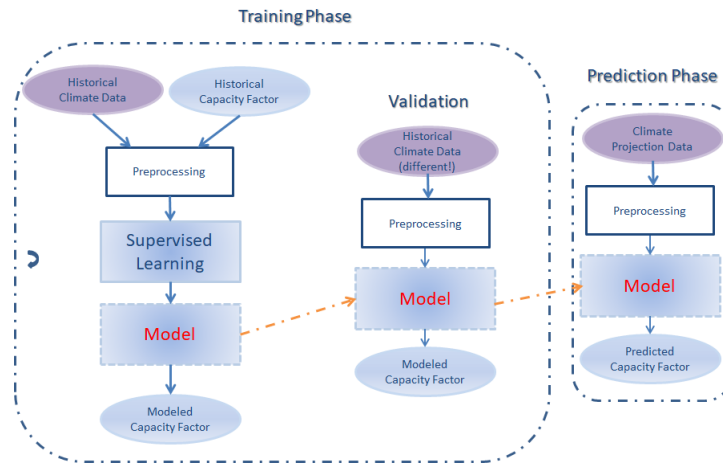 Training Phase
Historical
Climate Data
Historical
Capacity Factor
Preprocessing
Supervised
Learning
Model
Modeled
Capacity Factor
Validation
Historical
Climate Data
(different!)
Preprocessing
Model
Modeled
Capacity Factor
Prediction Phase
Climate
Projection Data
Preprocessing
Model
Predicted
Capacity Factor